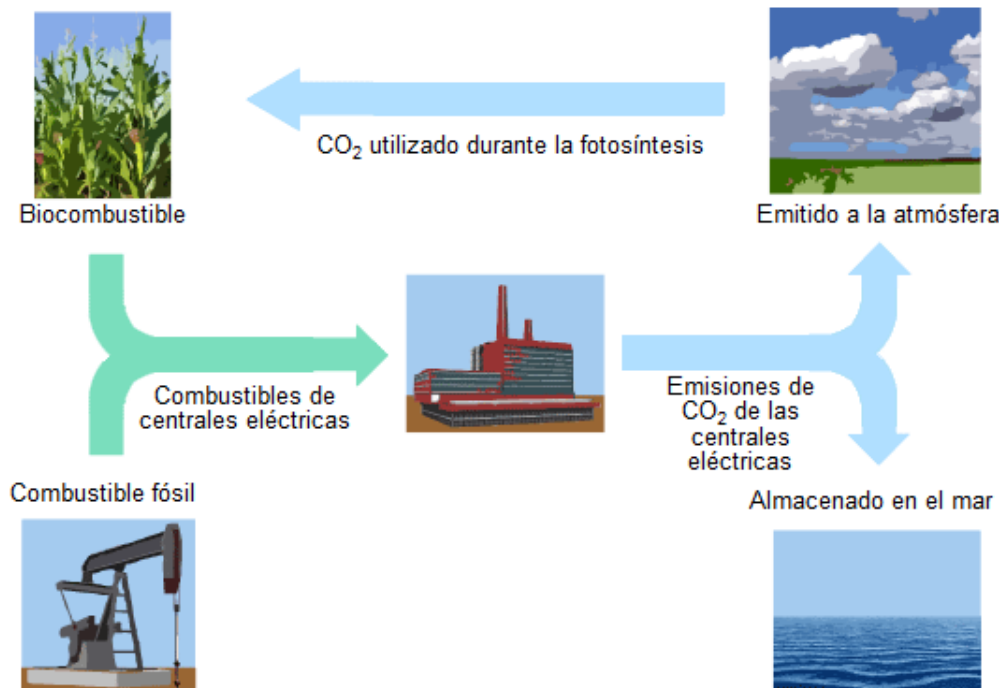 CO₂ utilizado durante la fotosíntesis
Biocombustible
Emitido a la atmósfera
Combustibles de
centrales eléctricas
Emisiones de
CO₂ de las
centrales
eléctricas
Combustible fósil
Almacenado en el mar